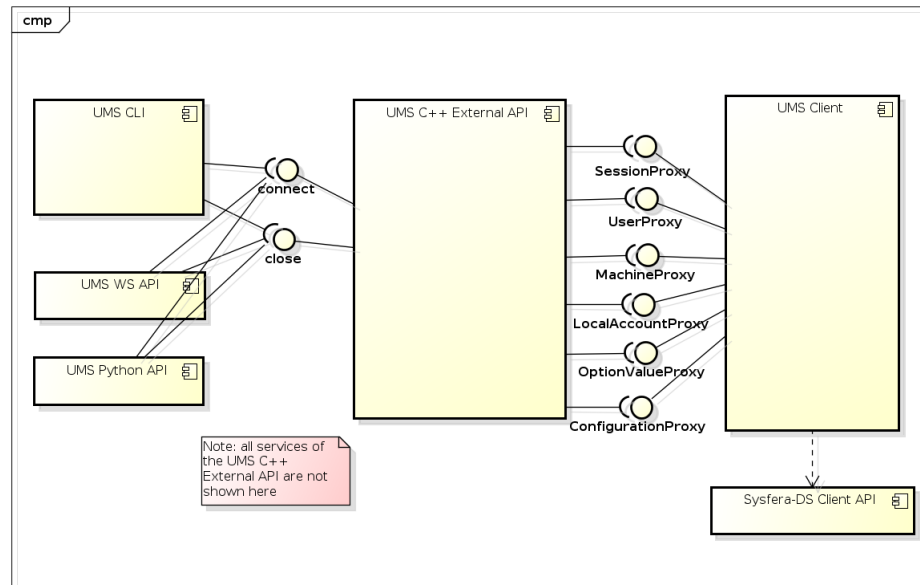 cmp
UMS CLI
UMS C++ External API
UMS Client
SessionProxy
connect
UserProxy
close
MachineProxy
UMS WS API
LocalAccountProxy
UMS Python API
OptionValueProxy
ConfigurationProxy
Note: all services of
the UMS C++
External API are not
shown here
Sysfera-DS Client API